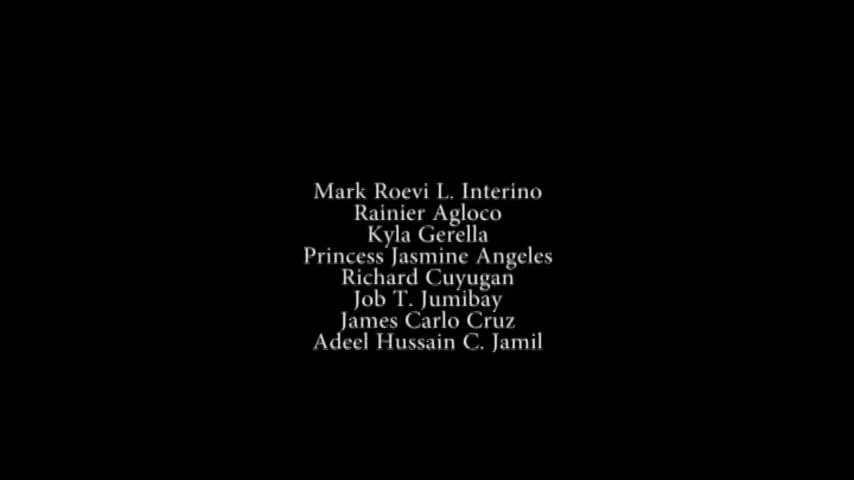 Mark Roevi L. Interino
Rainier Agloco
Kyla Gerella
Princess Jasmine Angeles
Richard Cuyugan
Job T. Jumibay
James Carlo Cruz
Adeel Hussain C. Jamil